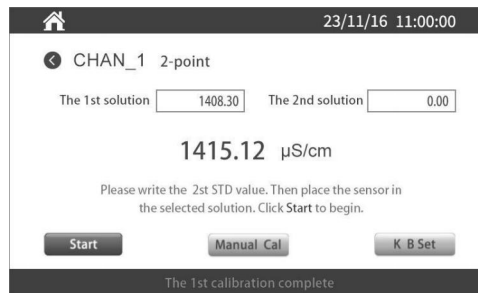 23/11/16 11:00:00
CHAN_1 2-point
The 1st solution 1408.30 The 2nd solution 0.00
1415.12 μS/cm
Please write the 2st STD value. Then place the sensor in
the selected solution. Click Start to begin.
Start Manual Cal K B Set
The 1st calibration complete